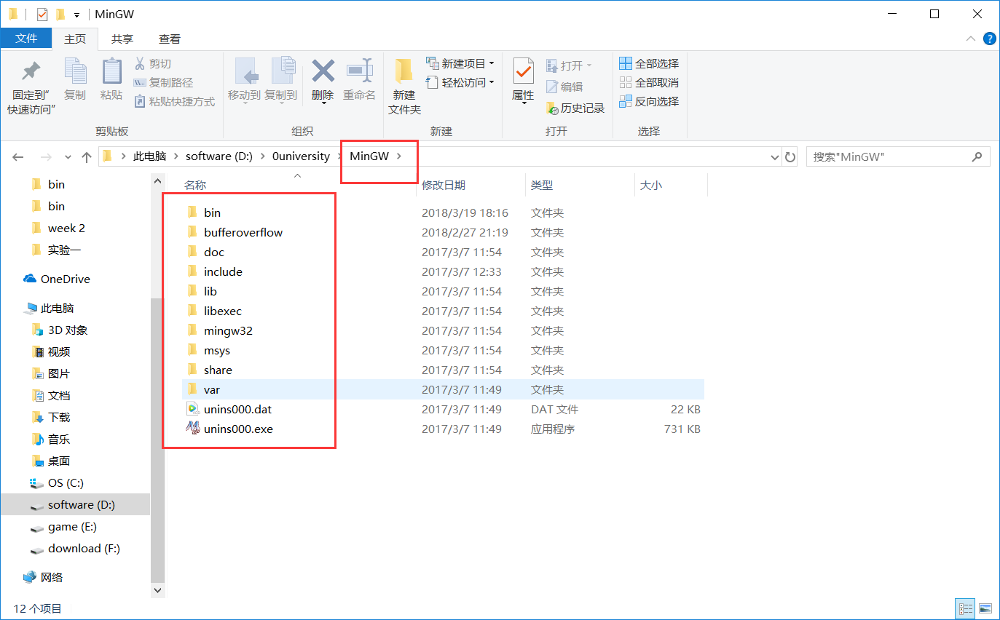 MinGW
文件 主页 共享 查看
固定到" 快速访问"
复制
粘贴
剪切
复制路径
粘贴快捷方式
剪贴板
移动到
复制到
删除
重命名
组织
新建 文件夹
新建项目
轻松访问
新建
属性
打开
编辑
历史记录
打开
全部选择
全部取消
反向选择
选择
此电脑 software (D:) 0university MinGW
搜索"MinGW"
bin
bin
week 2
实验一
OneDrive
此电脑
3D 对象
视频
图片
文档
下载
音乐
桌面
OS (C:)
software (D:)
game (E:)
download (F:)
网络
名称 修改日期 类型 大小
bin 2018/3/19 18:16 文件夹
bufferoverflow 2018/2/27 21:19 文件夹
doc 2017/3/7 11:54 文件夹
include 2017/3/7 12:33 文件夹
lib 2017/3/7 11:54 文件夹
libexec 2017/3/7 11:54 文件夹
mingw32 2017/3/7 11:54 文件夹
msys 2017/3/7 11:54 文件夹
share 2017/3/7 11:54 文件夹
var 2017/3/7 11:49 文件夹
unins000.dat 2017/3/7 11:49 DAT 文件 22 KB
unins000.exe 2017/3/7 11:49 应用程序 731 KB
12 个项目